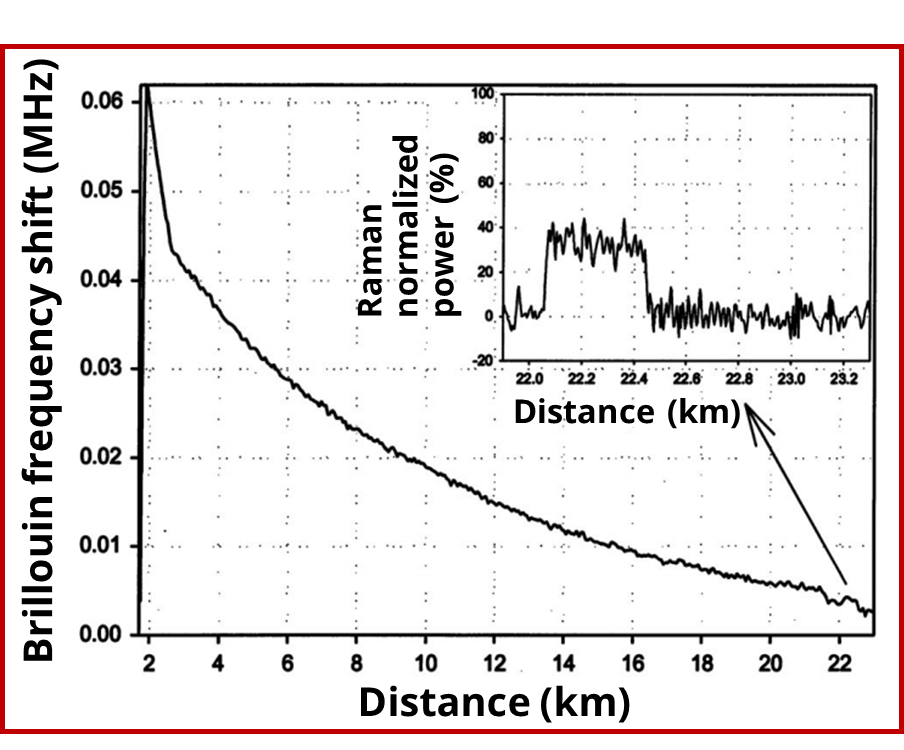 Brillouin frequency shift (MHz)
0.06
0.05
0.04
0.03
0.02
0.01
0.00
2 4 6 8 10 12 14 16 18 20 22
Distance (km)
Raman
normalized
power (%)
100
80
60
40
20
0
-20
22.0 22.2 22.4 22.6 22.8 23.0 23.2
Distance (km)